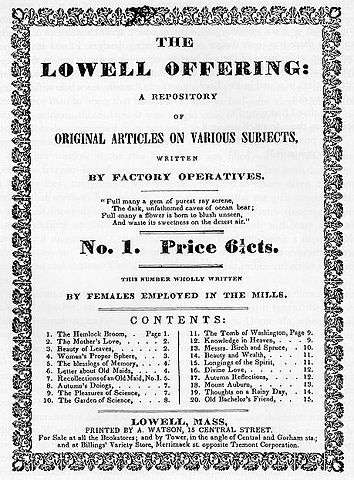 THE
LOWELL OFFERING:
A REPOSITORY
OF
ORIGINAL ARTICLES ON VARIOUS SUBJECTS,
WRITTEN
BY FACTORY OPERATIVES.
"Full many a gem of purest ray serene,
The dark, unfathomed caves of ocean bear;
Full many a flower is born to blush unseen,
And waste its sweetness on the desert air."
No. 1. Price 6¼cts.
THIS NUMBER WHOLLY WRITTEN
BY FEMALES EMPLOYED IN THE MILLS.
CONTENTS:
1. The Hemlock Broom, - Page 1.
2. The Mother's Love, - - - 2.
3. Beauty of Leaves, - - - 2.
4. Woman's Proper Sphere, - - 3.
5. The Blessings of Memory, - - 4.
6. Letter about Old Maids, - - 4.
7. Recollections of an Old Maid, No. 1, 5.
8. Autumn's Doings, - - - 7.
9. The Pleasures of Science, - - 7.
10. The Garden of Science, - - 8.
11. The Tomb of Washington, Page 9.
12. Knowledge in Heaven, - - 9.
13. Messrs. Birch and Spruce, - 10.
14. Beauty and Wealth, - - 11.
15. Longings of the Spirit, - - 11.
16. Divine Love, - - - 12.
17. Autumn Reflections, - - 12.
18. Mount Auburn, - - - 13.
19. Thoughts on a Rainy Day, - 14.
20. Old Bachelor's Friend, - - 15.
LOWELL, MASS,
PRINTED BY A. WATSON, 15 CENTRAL STREET.
For Sale at all the Bookstores; and by Tower, in the angle of Central and Gorham sts;
and at Billings' Variety Store, Merrimack st. opposite Tremont Corporation.